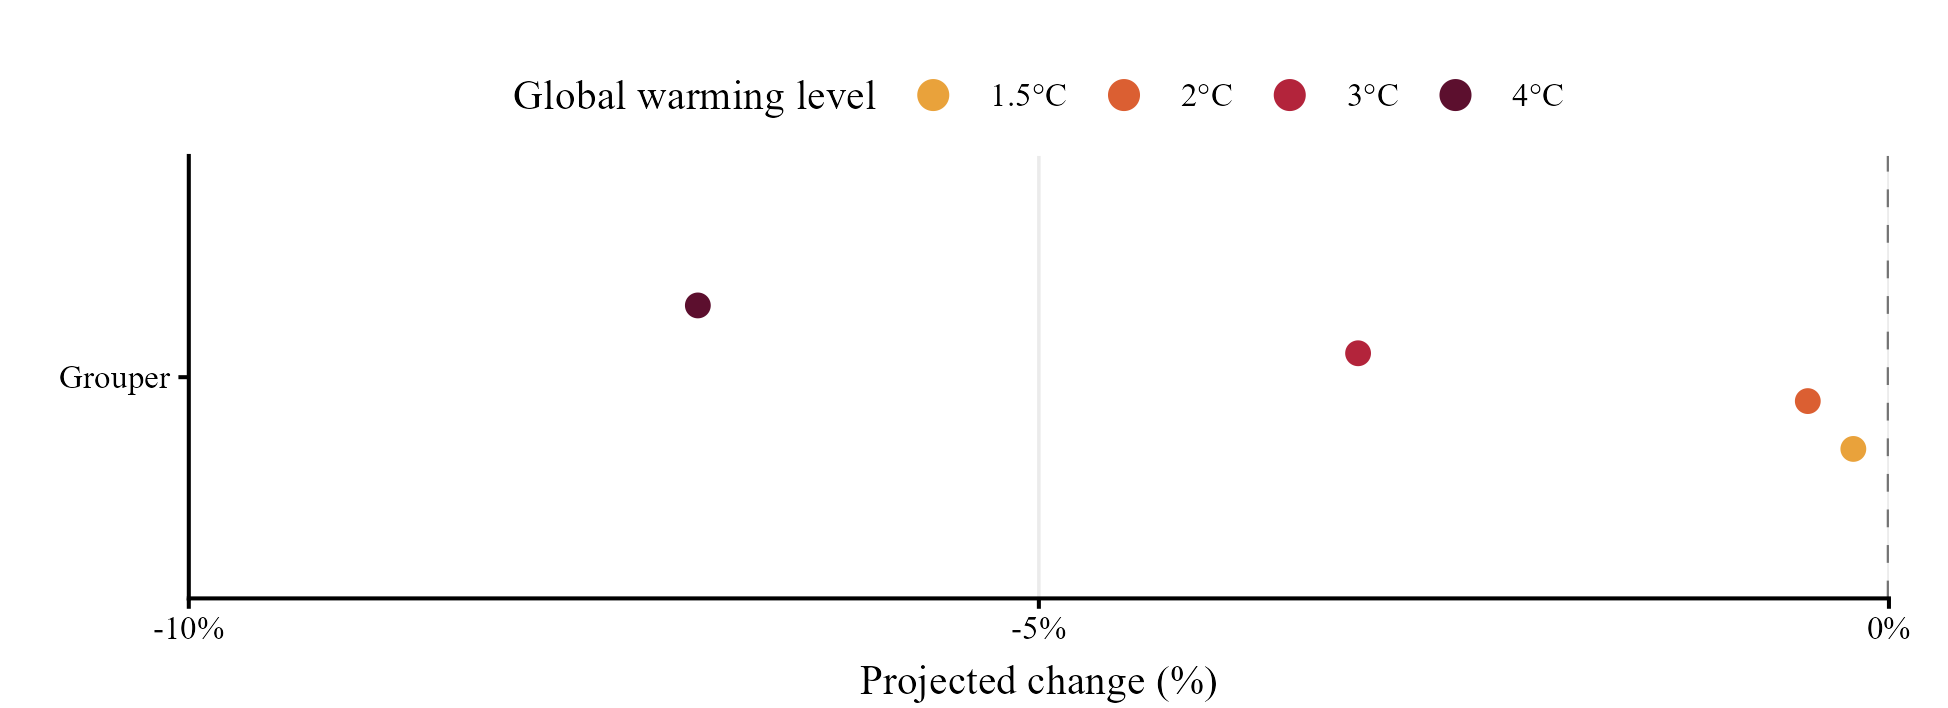 Global warming level 1.5°C 2°C 3°C 4°C
Grouper
-10% -5% 0%
Projected change (%)